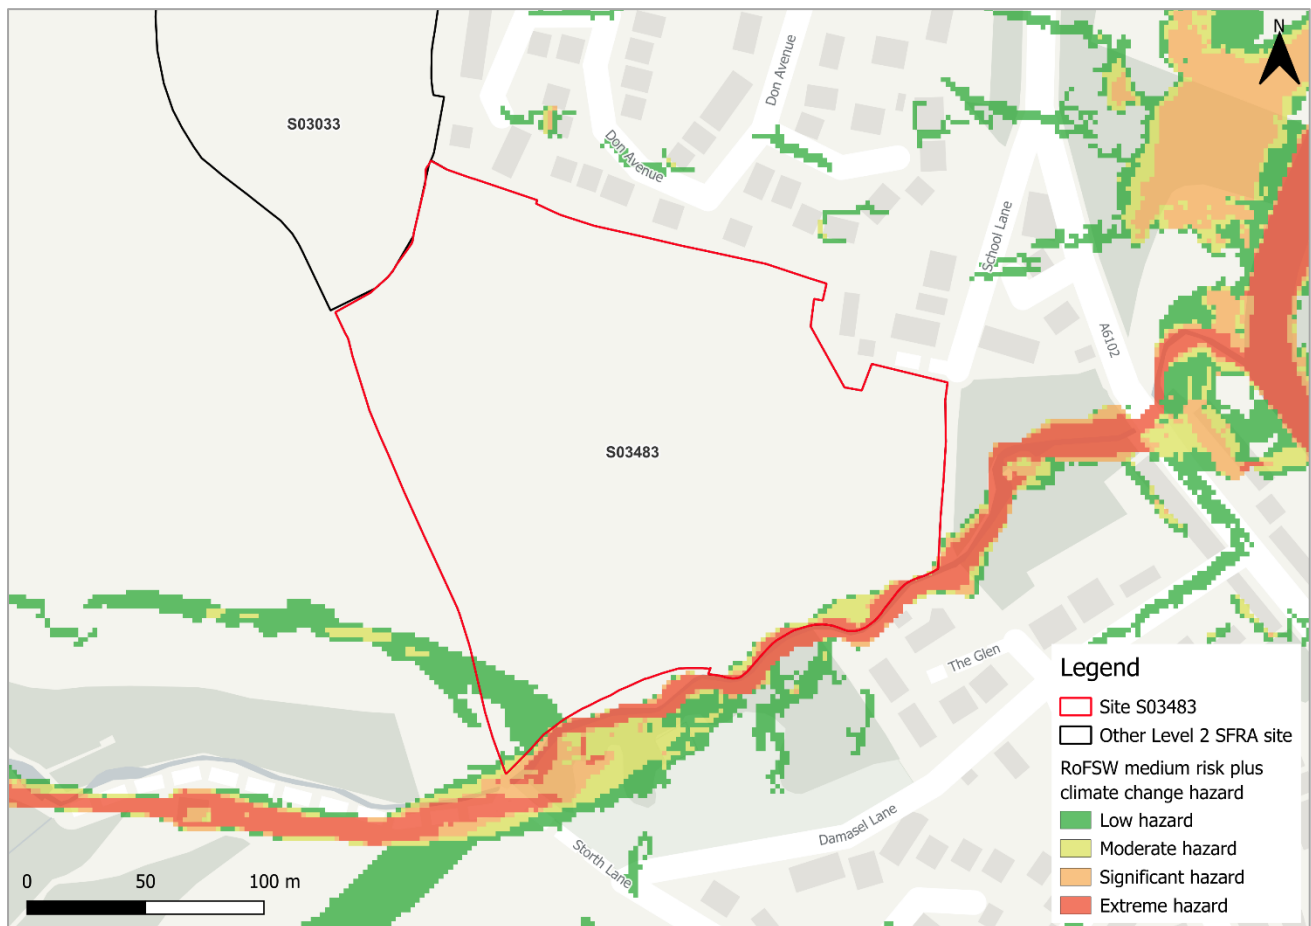 N
S03033
Don Avenue
Don Avenue
School Lane
A6102
S03483
The Glen
Damasel Lane
Storth Lane
0 50 100 m
Legend
Site S03483
Other Level 2 SFRA site
RoFSW medium risk plus
climate change hazard
Low hazard
Moderate hazard
Significant hazard
Extreme hazard